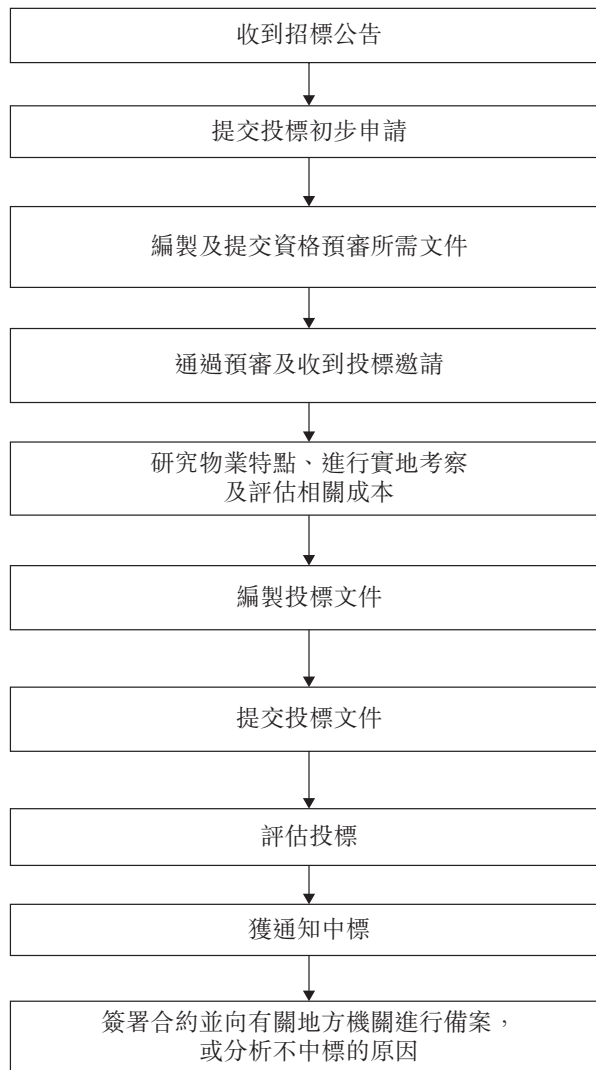 收到招標公告
提交投標初步申請
編製及提交資格預審所需文件
通過預審及收到投標邀請
研究物業特點、進行實地考察
及評估相關成本
編製投標文件
提交投標文件
評估投標
獲通知中標
簽署合約並向有關地方機關進行備案，
或分析不中標的原因